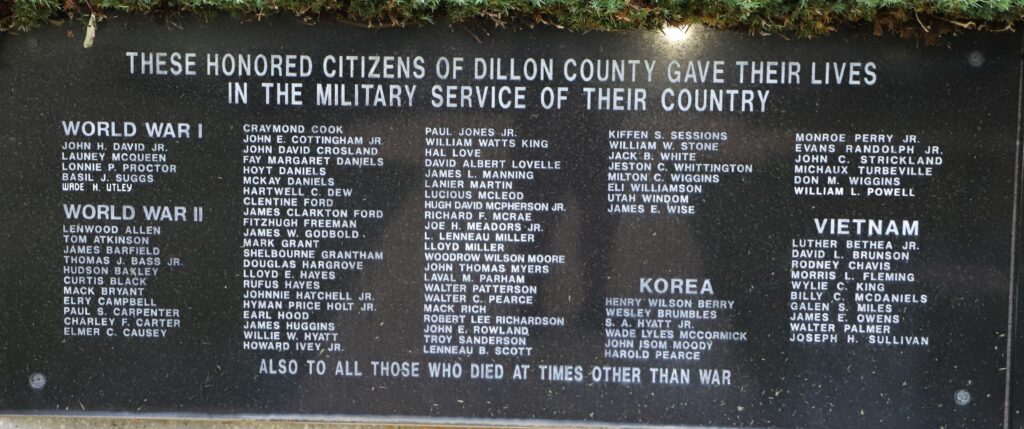 THESE HONORED CITIZENS OF DILLON COUNTY GAVE THEIR LIVES
IN THE MILITARY SERVICE OF THEIR COUNTRY
WORLD WAR I
JOHN H. DAVID JR.
LAUNEY MCQUEEN
LONNIE P. PROCTOR
BASIL J. SUGGS
WADE H. UTLEY
WORLD WAR II
LENWOOD ALLEN
TOM ATKINSON
JAMES BARFIELD
THOMAS J. BASS JR.
HUDSON BAXLEY
CURTIS BLACK
MACK BRYANT
ELRY CAMPBELL
PAUL S. CARPENTER
CHARLEY F. CARTER
ELMER C. CAUSEY
CRAYMOND COOK
JOHN E. COTTINGHAM JR.
JOHN DAVID CROSLAND
FAY MARGARET DANIELS
HOYT DANIELS
MCKAY DANIELS
HARTWELL C. DEW
CLENTINE FORD
JAMES CLARKTON FORD
FITZHUGH FREEMAN
JAMES W. GODBOLD
MARK GRANT
SHELBOURNE GRANTHAM
DOUGLAS HARGROVE
LLOYD E. HAYES
RUFUS HAYES
JOHNNIE HATCHELL JR.
HYMAN PRICE HOLT JR.
EARL HOOD
JAMES HUGGINS
WILLIE W. HYATT
HOWARD IVEY, JR.
PAUL JONES JR.
WILLIAM WATTS KING
HAL LOVE
DAVID ALBERT LOVELLE
JAMES L. MANNING
LANIER MARTIN
LUCIOUS MCLEOD
HUGH DAVID MCPHERSON JR.
RICHARD F. MCRAE
JOE H. MEADORS JR.
L. LENNEAU MILLER
LLOYD MILLER
WOODROW WILSON MOORE
JOHN THOMAS MYERS
LAVAL M. PARHAM
WALTER PATTERSON
WALTER C. PEARCE
MACK RICH
ROBERT LEE RICHARDSON
JOHN E. ROWLAND
TROY SANDERSON
LENNEAU B. SCOTT
KIFFEN S. SESSIONS
WILLIAM W. STONE
JACK B. WHITE
JESTON C. WHITTINGTON
MILTON C. WIGGINS
ELI WILLIAMSON
UTAH WINDOM
JAMES E. WISE
KOREA
HENRY WILSON BERRY
WESLEY BRUMBLES
S. A. HYATT JR.
WADE LYLES MCCORMICK
JOHN ISOM MOODY
HAROLD PEARCE
MONROE PERRY JR.
EVANS RANDOLPH JR.
JOHN C. STRICKLAND
MICHAUX TURBEVILLE
DON M. WIGGINS
WILLIAM L. POWELL
VIETNAM
LUTHER BETHEA JR.
DAVID L. BRUNSON
RODNEY CHAVIS
MORRIS L. FLEMING
WYLIE C. KING
BILLY C. MCDANIELS
GALEN S. MILES
JAMES E. OWENS
WALTER PALMER
JOSEPH H. SULLIVAN
ALSO TO ALL THOSE WHO DIED AT TIMES OTHER THAN WAR